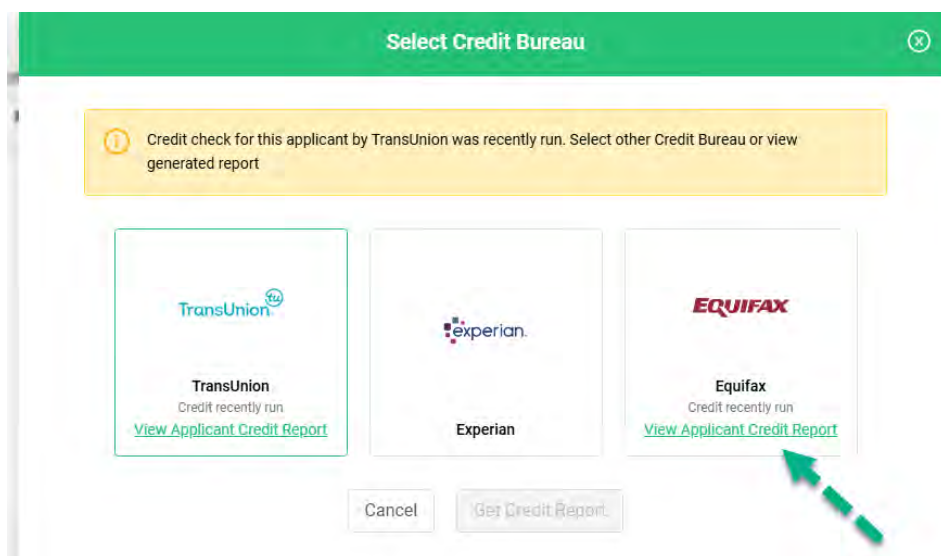 Select Credit Bureau
Credit check for this applicant by TransUnion was recently run. Select other Credit Bureau or view
generated report
TransUnion tu
experian.
EQUIFAX
TransUnion
Credit recently run
View Applicant Credit Report
Experian
Equifax
Credit recently run
View Applicant Credit Report
Cancel
Get Credit Report